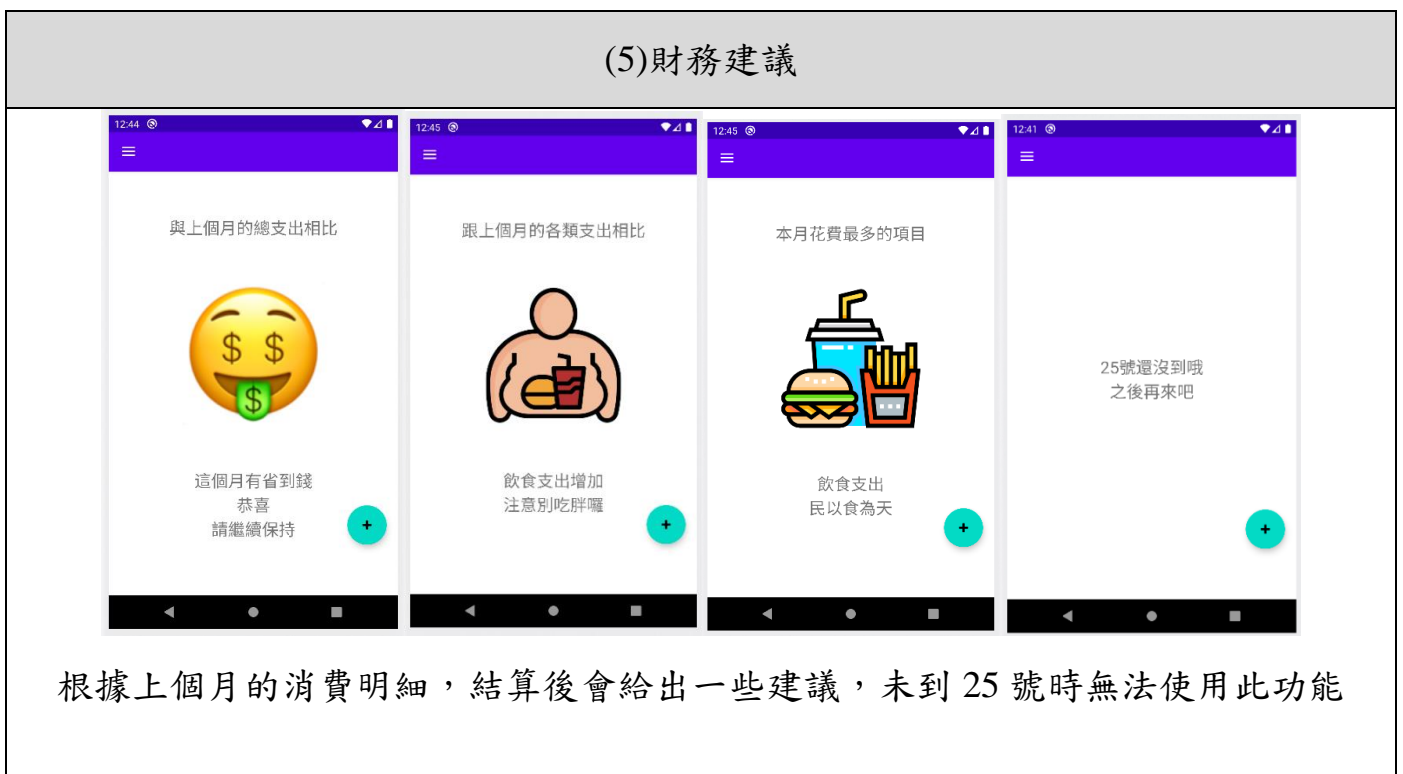 (5)財務建議
12:44
與上個月的總支出相比
$ $
$
這個月有省到錢
恭喜
請繼續保持
+
12:45
跟上個月的各類支出相比
飲食支出增加
注意別吃胖囉
+
12:45
本月花費最多的項目
飲食支出
民以食為天
+
12:41
25號還沒到哦
之後再來吧
+
根據上個月的消費明細，結算後會給出一些建議，未到 25 號時無法使用此功能